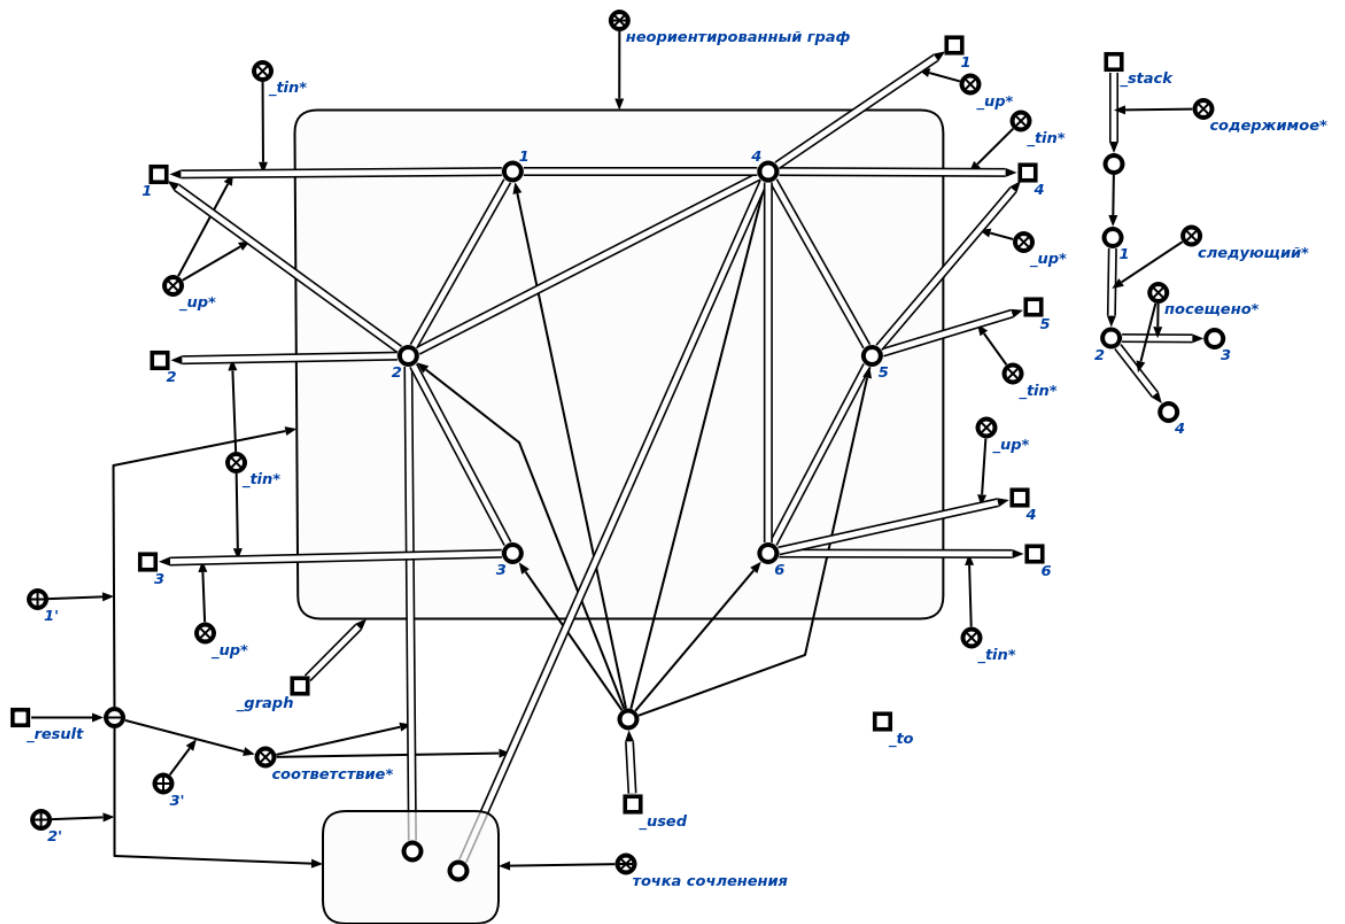 неориентированный граф
1
_stack
_tin*
_up*
содержимое*
_tin*
1
4
1
4
_up*
1
следующий*
_up*
посещено*
5
3
2
2
5
2
_tin*
4
_up*
_tin*
4
3
3
6
6
1'
_up*
_tin*
_graph
_result
_to
соответствие*
3'
_used
2'
точка сочленения